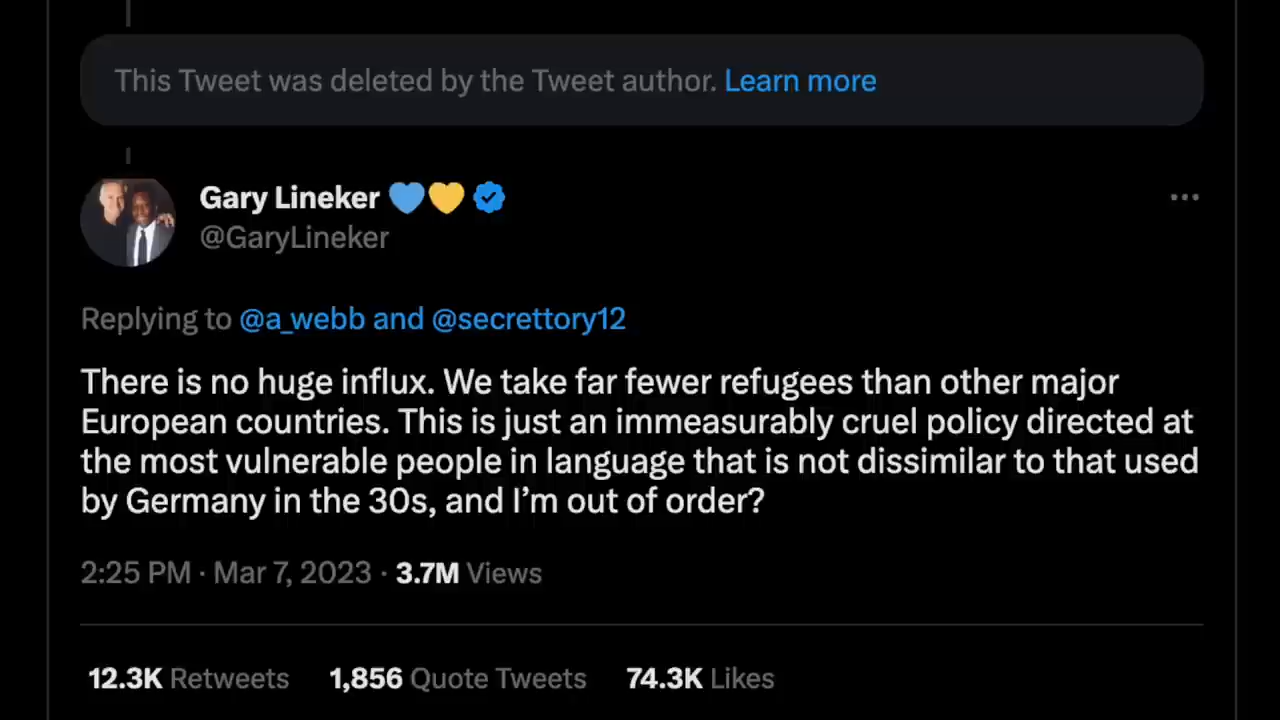 This Tweet was deleted by the Tweet author. Learn more
Gary Lineker 💙💛
@GaryLineker
Replying to @a_webb and @secrettory12
There is no huge influx. We take far fewer refugees than other major
European countries. This is just an immeasurably cruel policy directed at
the most vulnerable people in language that is not dissimilar to that used
by Germany in the 30s, and I’m out of order?
2:25 PM · Mar 7, 2023 · 3.7M Views
12.3K Retweets 1,856 Quote Tweets 74.3K Likes